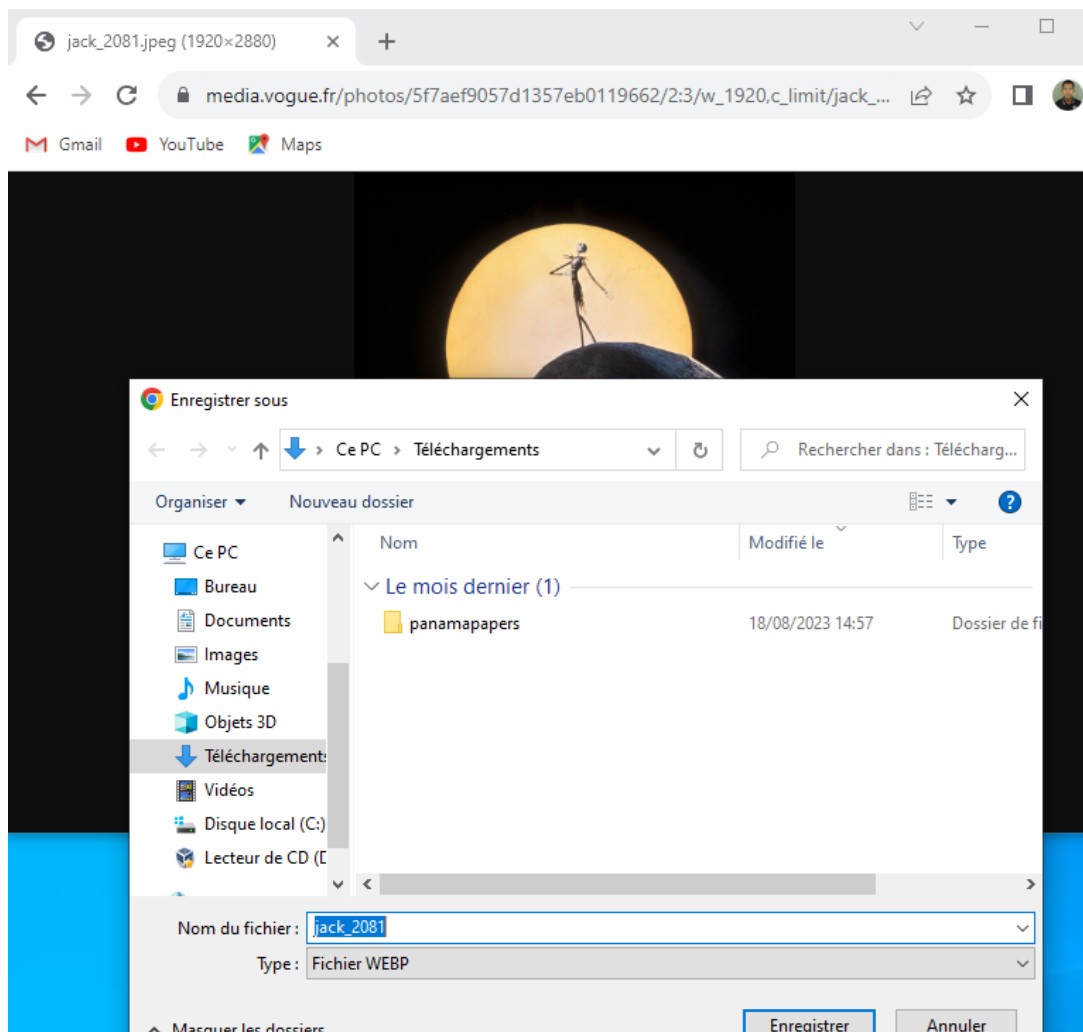 jack_2081.jpeg (1920×2880)
media.vogue.fr/photos/5f7aef9057d1357eb0119662/2:3/w_1920,c_limit/jack_...
Gmail YouTube Maps
Enregistrer sous
Ce PC > Téléchargements
Rechercher dans : Télécharg...
Organiser Nouveau dossier
Nom Modifié le Type
Ce PC
Le mois dernier (1)
Bureau
panamapapers 18/08/2023 14:57 Dossier de fi
Documents
Images
Musique
Objets 3D
Téléchargements
Vidéos
Disque local (C:)
Lecteur de CD (D
Nom du fichier : jack_2081
Type : Fichier WEBP
Masquer les dossiers
Enregistrer Annuler